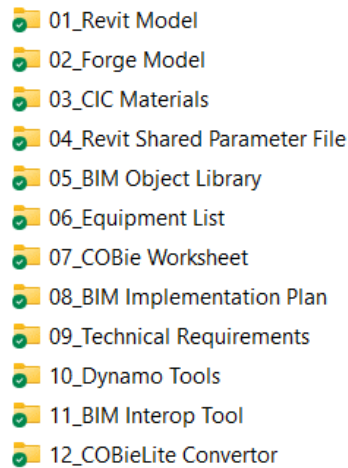 01_Revit Model
02_Forge Model
03_CIC Materials
04_Revit Shared Parameter File
05_BIM Object Library
06_Equipment List
07_COBie Worksheet
08_BIM Implementation Plan
09_Technical Requirements
10_Dynamo Tools
11_BIM Interop Tool
12_COBieLite Convertor